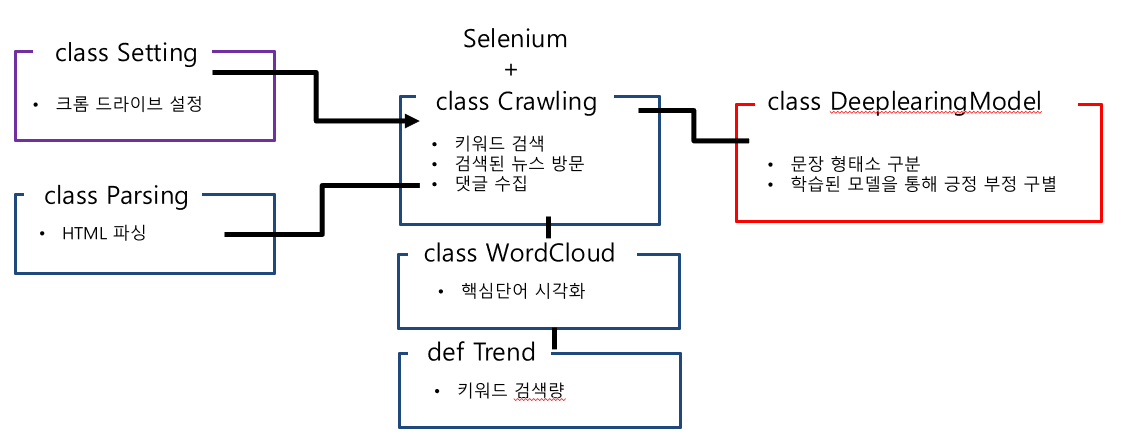 class Setting
• 크롬 드라이브 설정
class Parsing
• HTML 파싱
Selenium
+
class Crawling
• 키워드 검색
• 검색된 뉴스 방문
• 댓글 수집
class WordCloud
• 핵심단어 시각화
def Trend
• 키워드 검색량
class DeeplearingModel
• 문장 형태소 구분
• 학습된 모델을 통해 긍정 부정 구별